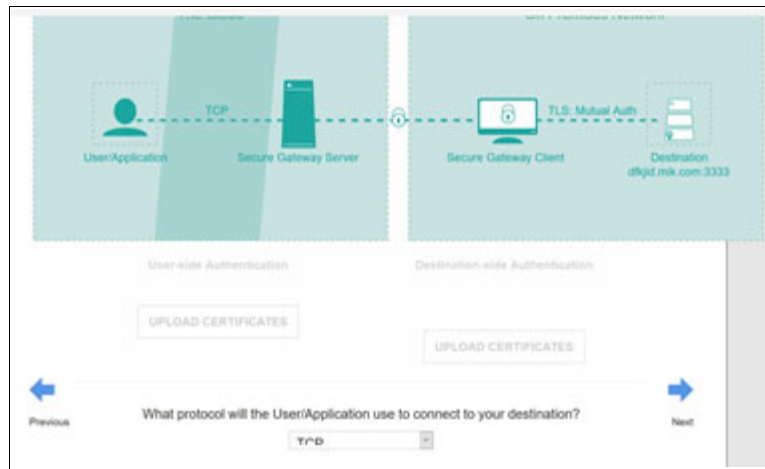 TCP
TLS: Mutual Auth
User/Application
Secure Gateway Server
Secure Gateway Client
Destination
dfkjid.mik.com:3333
User-side Authentication
Destination-side Authentication
UPLOAD CERTIFICATES
UPLOAD CERTIFICATES
Previous
What protocol will the User/Application use to connect to your destination?
Next
TCP